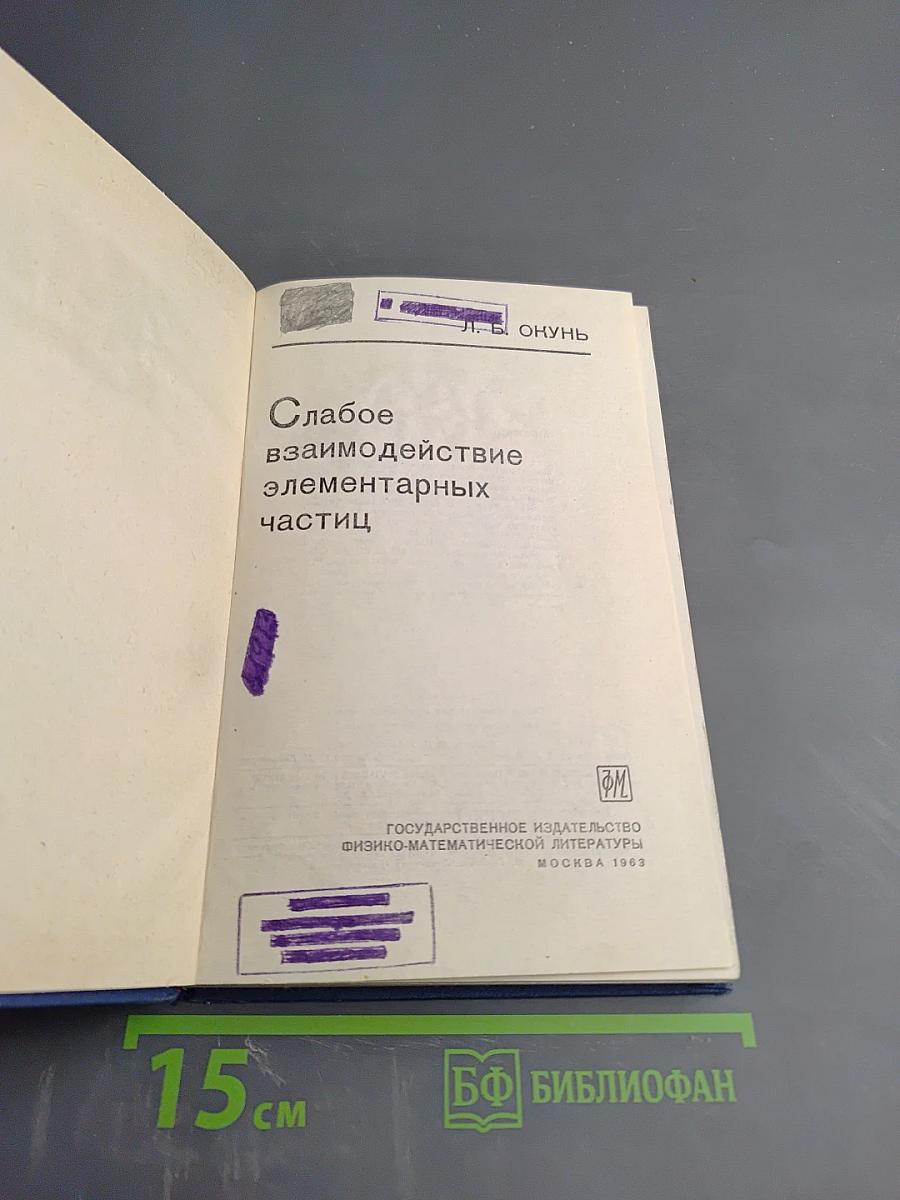 Л. Б. ОКУНЬ
Слабое
взаимодействие
элементарных
частиц
ФМ
ГОСУДАРСТВЕННОЕ ИЗДАТЕЛЬСТВО
ФИЗИКО-МАТЕМАТИЧЕСКОЙ ЛИТЕРАТУРЫ
МОСКВА 1963
15 см
БФ БИБЛИОФАН